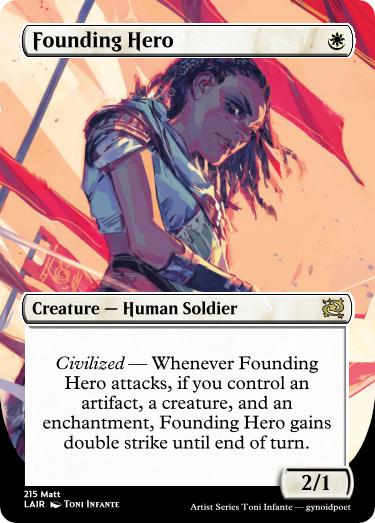 Founding Hero
Creature — Human Soldier
Civilized — Whenever Founding
Hero attacks, if you control an
artifact, a creature, and an
enchantment, Founding Hero gains
double strike until end of turn.
2/1
215 Matt
LAIR Toni Infante
Artist Series Toni Infante — gynoidpoet